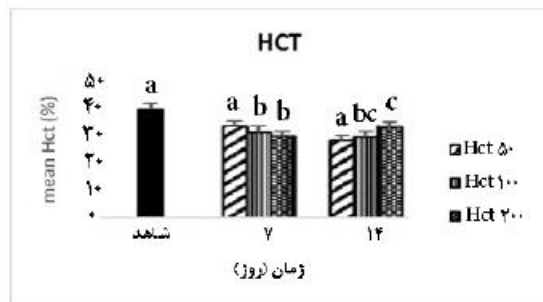 HCT
mean Hct (%)
۵۰
۴۰
۳۰
۲۰
۱۰
۰
a
a b b
a bc c
شاهد ۷ ۱۴
زمان (روز)
Hct ۵۰
Hct ۱۰۰
Hct ۲۰۰